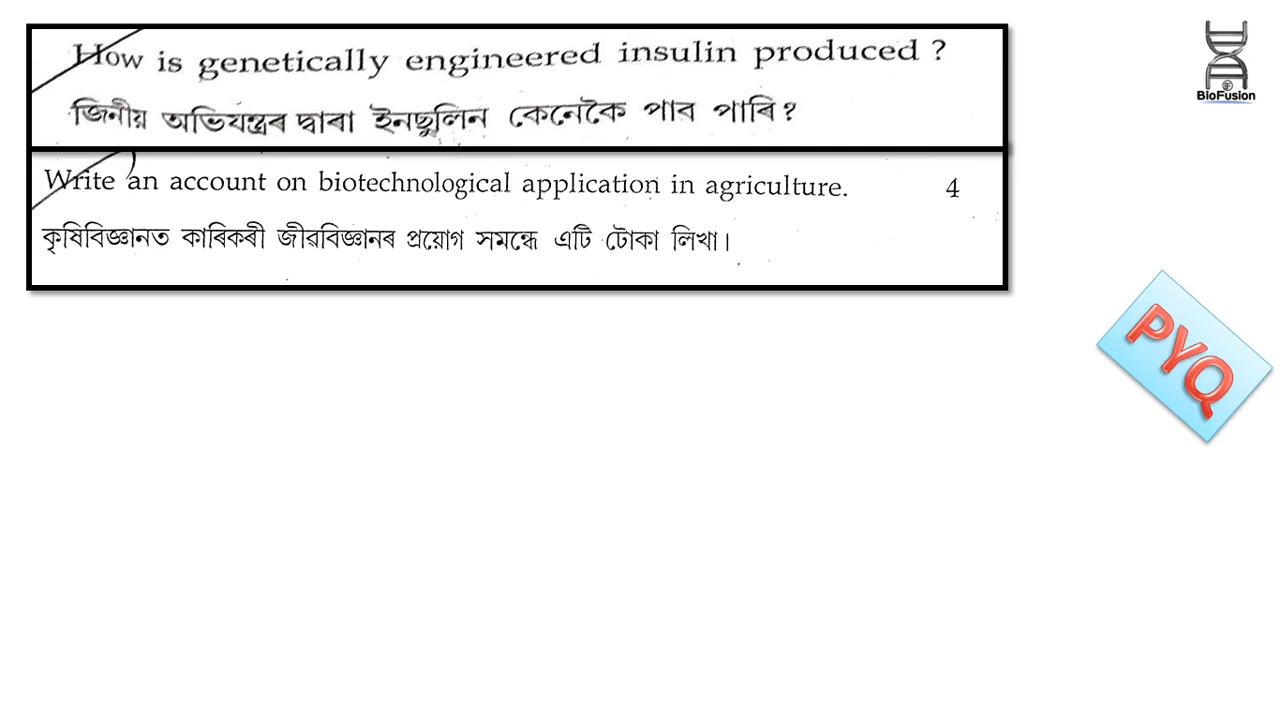 How is genetically engineered insulin produced ?
জিনীয় অভিযন্ত্ৰৰ দ্বাৰা ইনছুলিন কেনেকৈ পাব পাৰি?
Write an account on biotechnological application in agriculture. 4
কৃষিবিজ্ঞানত কাৰিকৰী জীৱবিজ্ঞানৰ প্ৰয়োগ সমন্ধে এটি টোকা লিখা।
BioFusion
PYQ